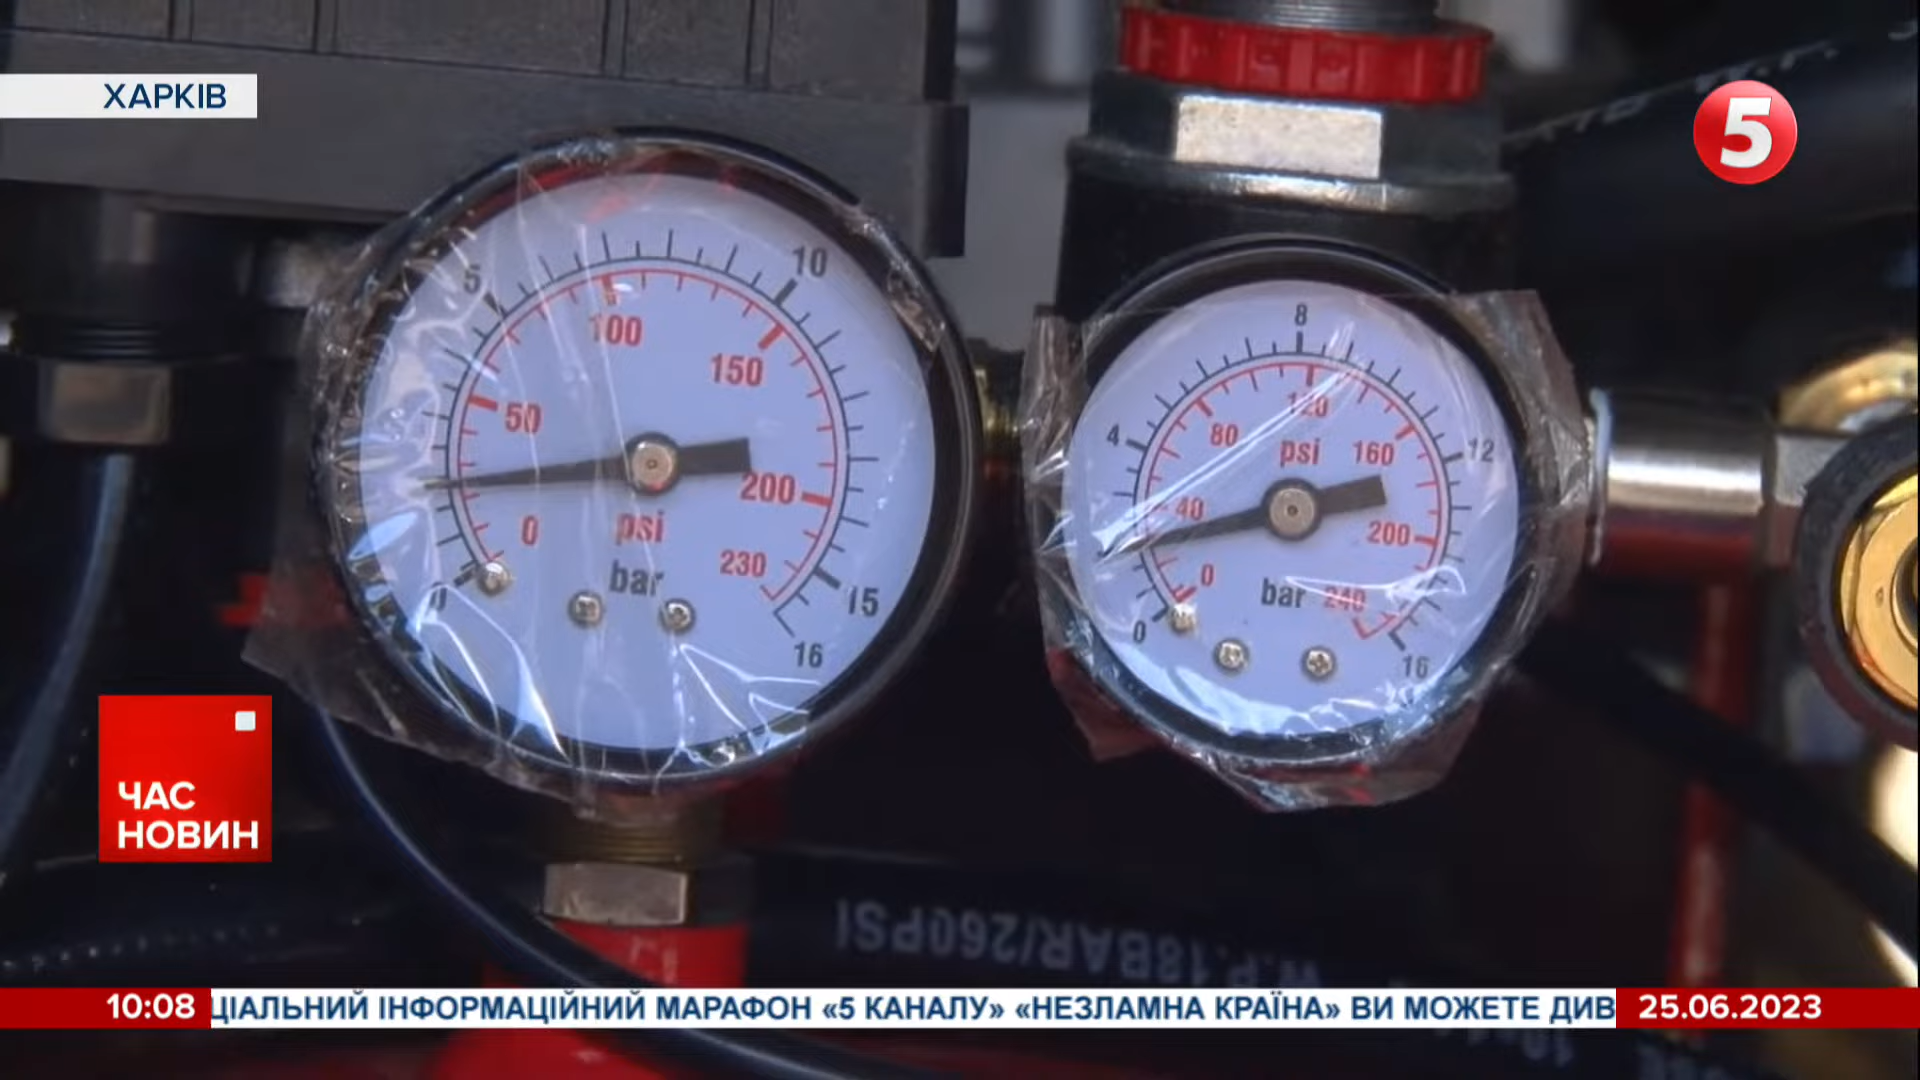 ХАРКІВ
5
5
10
100
150
50
200
0
psi
230
bar
0
15
16
8
120
4
80
psi
160
12
40
200
0
bar
240
0
16
ЧАС
НОВИН
W.P.18BAR/260PSI
10:08
ЦІАЛЬНИЙ ІНФОРМАЦІЙНИЙ МАРАФОН «5 КАНАЛУ» «НЕЗЛАМНА КРАЇНА» ВИ МОЖЕТЕ ДИВ
25.06.2023